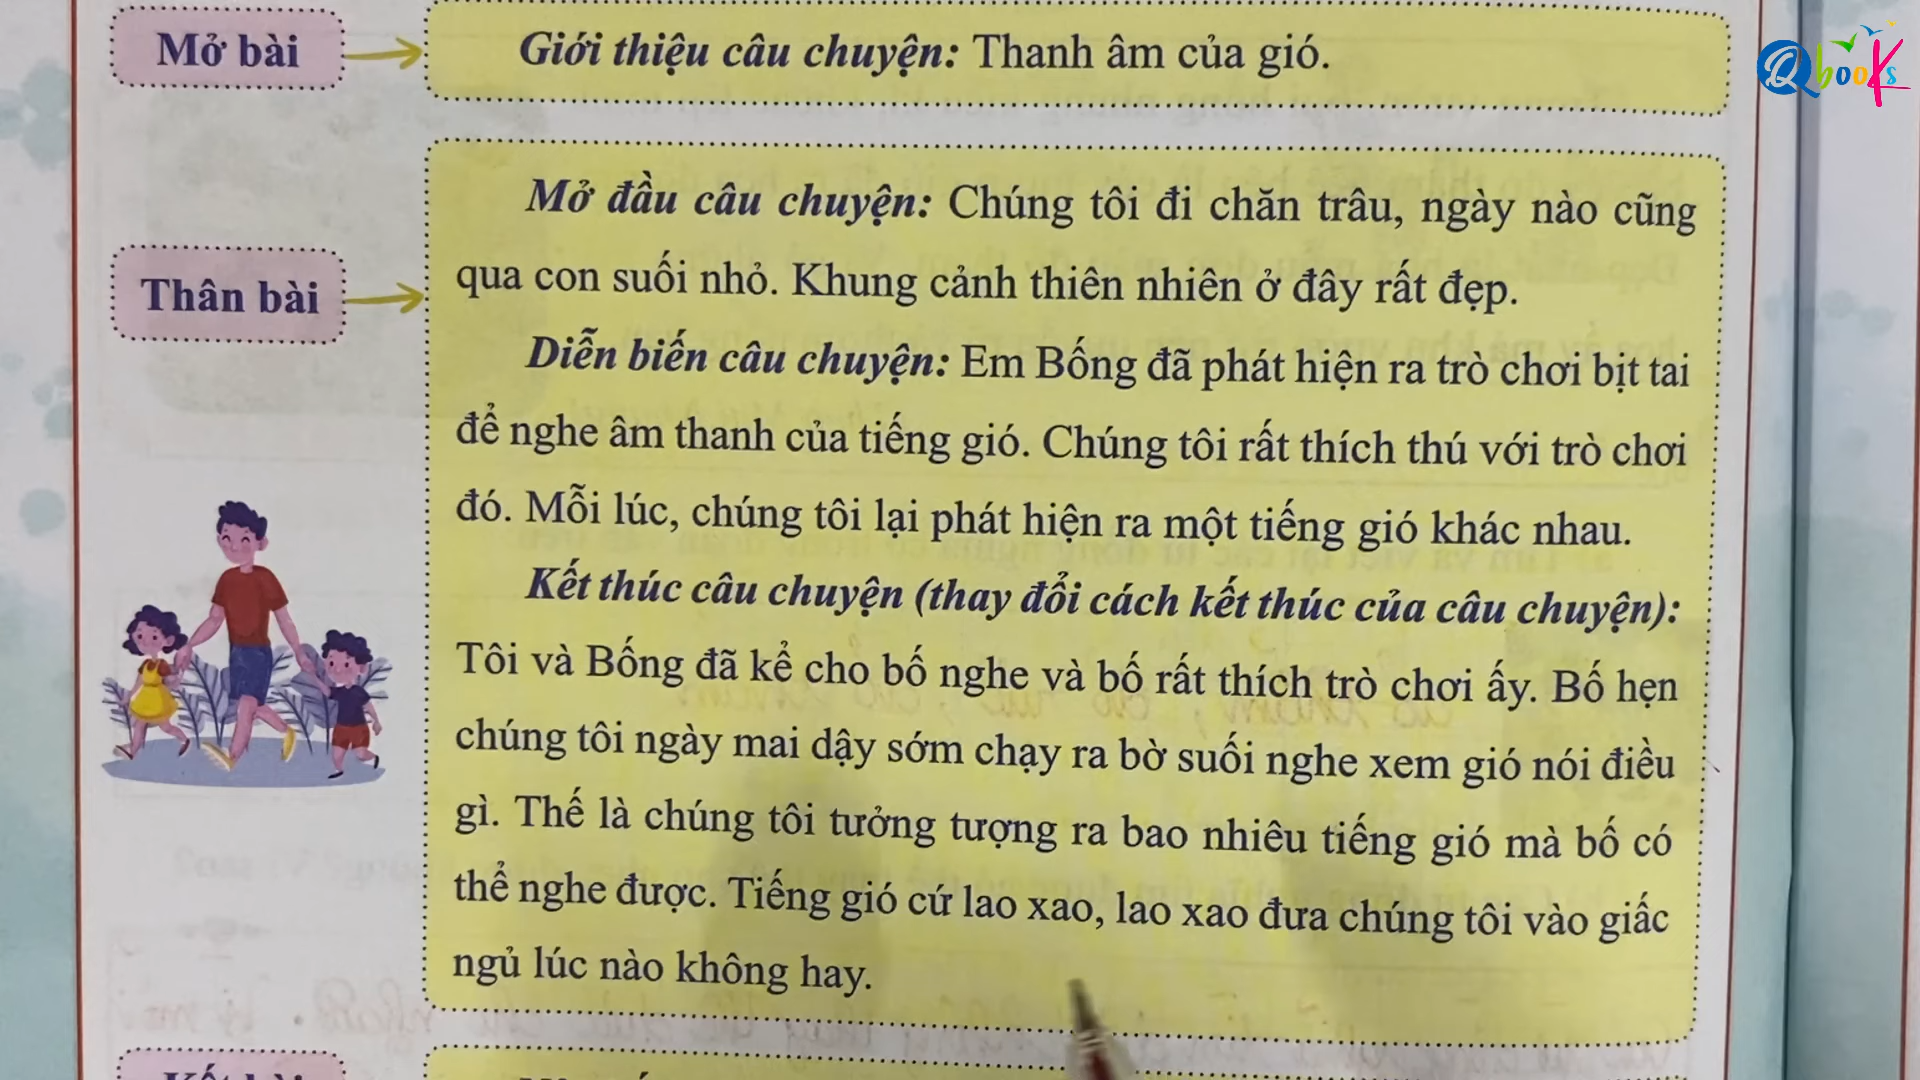 Mở bài
Giới thiệu câu chuyện: Thanh âm của gió.
Qbooks
Thân bài
Mở đầu câu chuyện: Chúng tôi đi chăn trâu, ngày nào cũng
qua con suối nhỏ. Khung cảnh thiên nhiên ở đây rất đẹp.
Diễn biến câu chuyện: Em Bống đã phát hiện ra trò chơi bịt tai
để nghe âm thanh của tiếng gió. Chúng tôi rất thích thú với trò chơi
đó. Mỗi lúc, chúng tôi lại phát hiện ra một tiếng gió khác nhau.
Kết thúc câu chuyện (thay đổi cách kết thúc của câu chuyện):
Tôi và Bống đã kể cho bố nghe và bố rất thích trò chơi ấy. Bố hẹn
chúng tôi ngày mai dậy sớm chạy ra bờ suối nghe xem gió nói điều
gì. Thế là chúng tôi tưởng tượng ra bao nhiêu tiếng gió mà bố có
thể nghe được. Tiếng gió cứ lao xao, lao xao đưa chúng tôi vào giấc
ngủ lúc nào không hay.